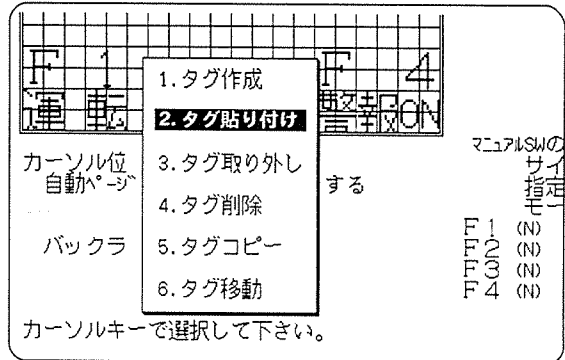 F 1 F 4
運転 警報 ON
1.タグ作成
2.タグ貼り付け
3.タグ取り外し
4.タグ削除
5.タグコピー
6.タグ移動
カーソル位
自動ページ
する
バックラ
マニュアルSWの
サイ
指定
モー
F1 (N)
F2 (N)
F3 (N)
F4 (N)
カーソルキーで選択して下さい。